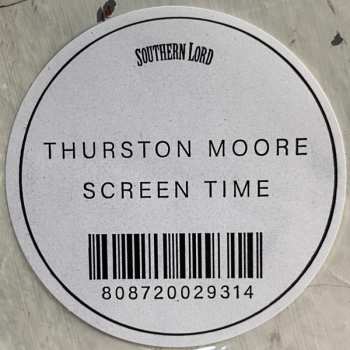 SOUTHERN LORD
THURSTON MOORE
SCREEN TIME
808720029314